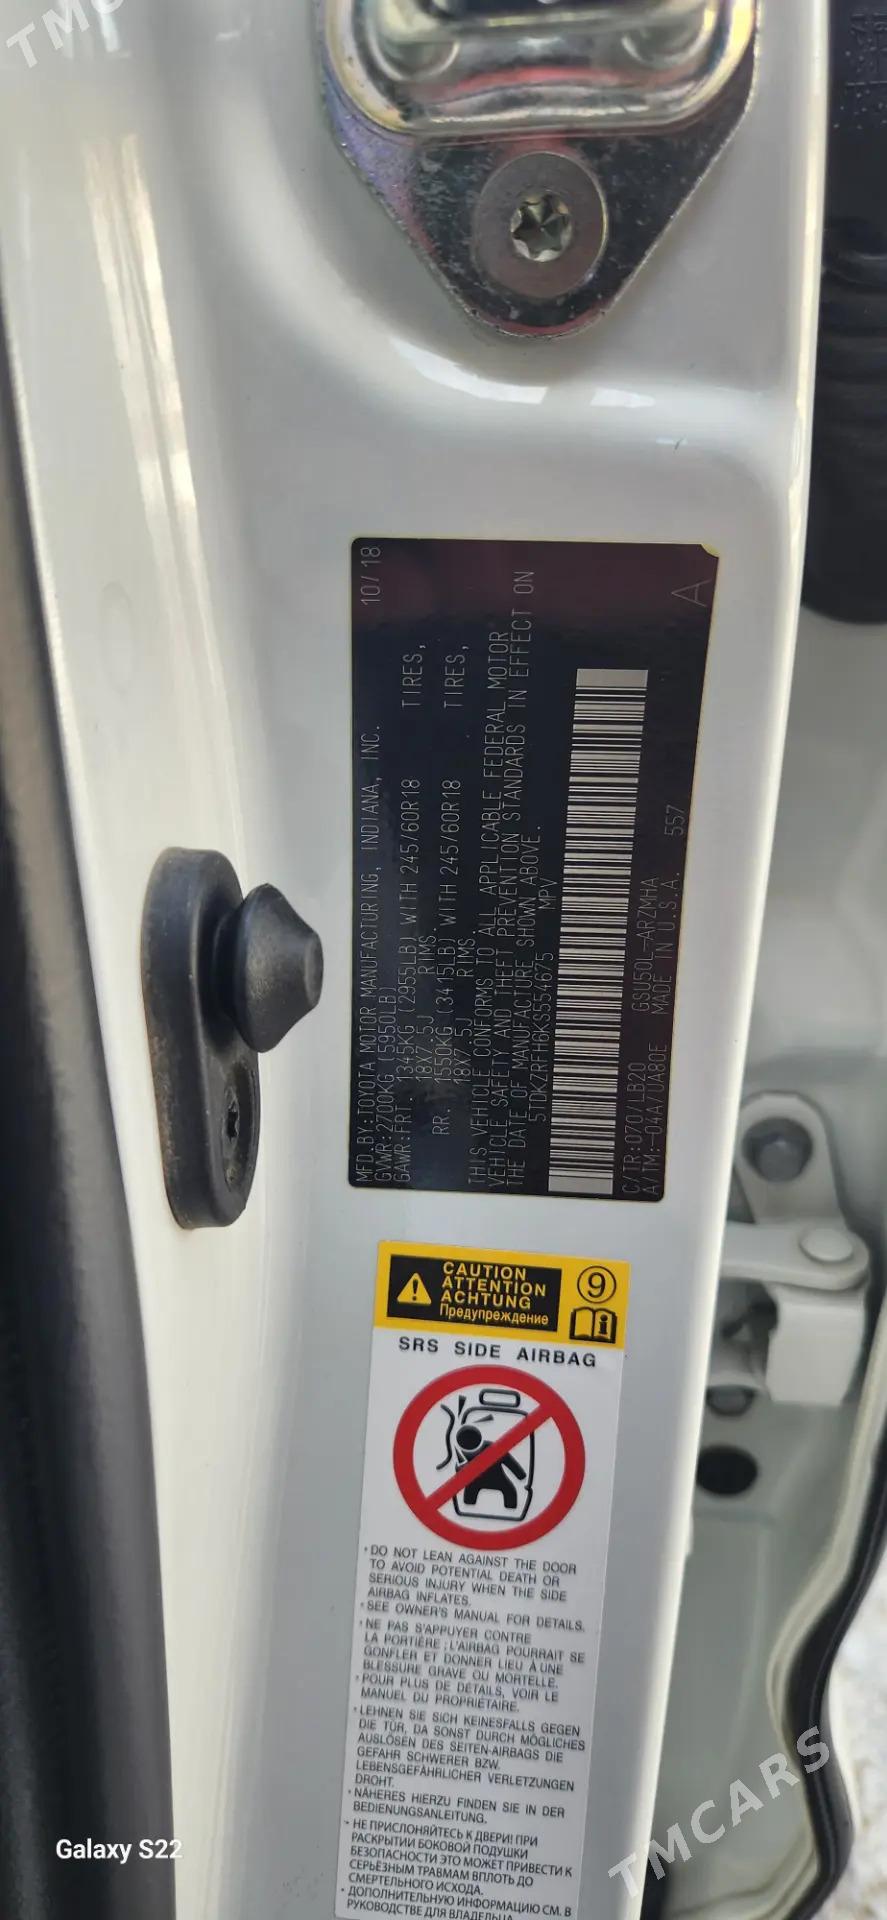 TMC
MFD.BY:TOYOTA MOTOR MANUFACTURING, INDIANA, INC. 10/18
GVWR:2700KG (5950LB)
GAWR:FRT. 1345KG (2955LB) WITH 245/60R18 TIRES,
18X7.5J RIMS,
RR. 1550KG (3415LB) WITH 245/60R18 TIRES,
18X7.5J RIMS.
THIS VEHICLE CONFORMS TO ALL APPLICABLE FEDERAL MOTOR
VEHICLE SAFETY AND THEFT PREVENTION STANDARDS IN EFFECT ON
THE DATE OF MANUFACTURE SHOWN ABOVE.
5TDKZRFH6KS554675 MPV
C/TR:070/LB20 GSU50L-ARZMHA
A/TM:-04A/UA80E MADE IN U.S.A. 557
A
CAUTION
ATTENTION
ACHTUNG
Предупреждение
9
SRS SIDE AIRBAG
•DO NOT LEAN AGAINST THE DOOR
TO AVOID POTENTIAL DEATH OR
SERIOUS INJURY WHEN THE SIDE
AIRBAG INFLATES.
•SEE OWNER'S MANUAL FOR DETAILS.
•NE PAS S'APPUYER CONTRE
LA PORTIÈRE ; L'AIRBAG POURRAIT SE
GONFLER ET DONNER LIEU À UNE
BLESSURE GRAVE OU MORTELLE.
•POUR PLUS DE DÉTAILS, VOIR LE
MANUEL DU PROPRIÉTAIRE.
•LEHNEN SIE SICH KEINESFALLS GEGEN
DIE TÜR, DA SONST DURCH MÖGLICHES
AUSLÖSEN DES SEITEN-AIRBAGS DIE
GEFAHR SCHWERER BZW.
LEBENSGEFÄHRLICHER VERLETZUNGEN
DROHT.
•NÄHERES HIERZU FINDEN SIE IN DER
BEDIENUNGSANLEITUNG.
•НЕ ПРИСЛОНЯЙТЕСЬ К ДВЕРИ! ПРИ
РАСКРЫТИИ БОКОВОЙ ПОДУШКИ
БЕЗОПАСНОСТИ ЭТО МОЖЕТ ПРИВЕСТИ К
СЕРЬЁЗНЫМ ТРАВМАМ ВПЛОТЬ ДО
СМЕРТЕЛЬНОГО ИСХОДА.
•ДОПОЛНИТЕЛЬНУЮ ИНФОРМАЦИЮ СМ. В
РУКОВОДСТВЕ ДЛЯ ВЛАДЕЛЬЦА.
Galaxy S22
TMCARS